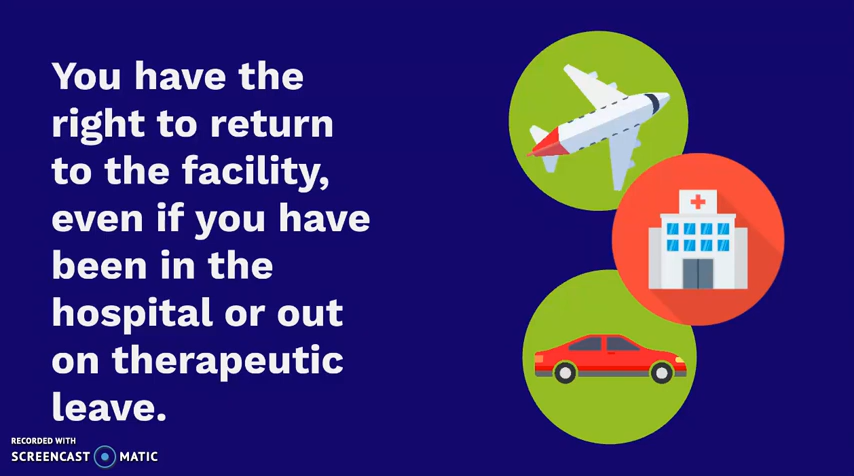 You have the
right to return
to the facility,
even if you have
been in the
hospital or out
on therapeutic
leave.
RECORDED WITH
SCREENCAST MATIC